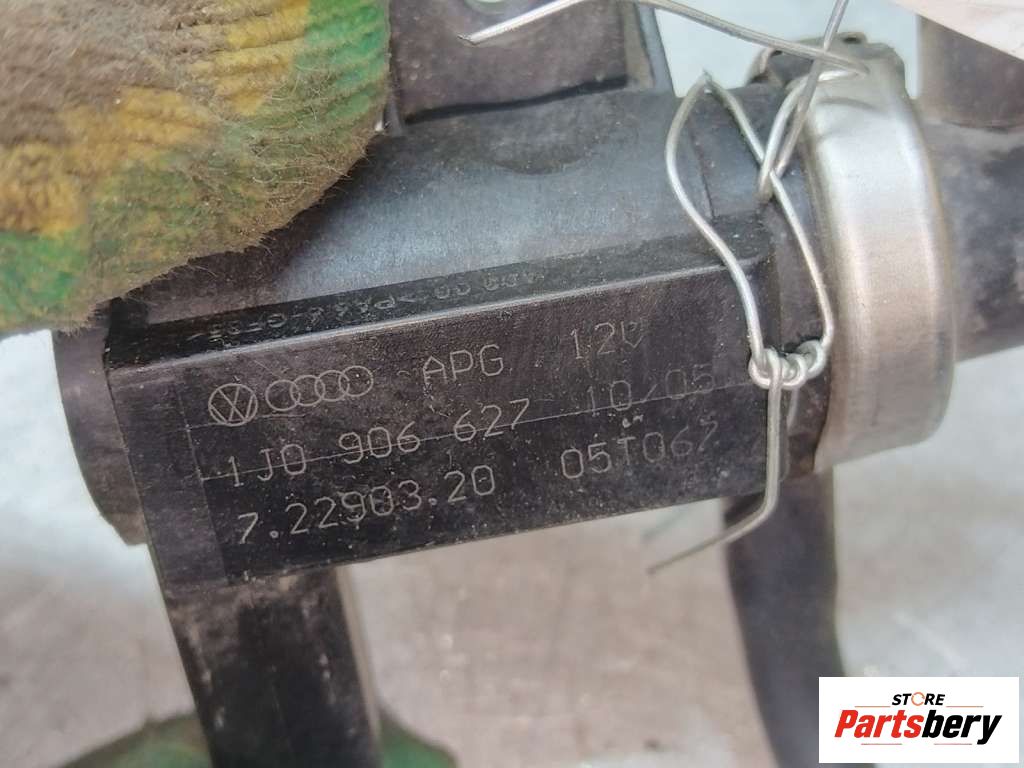 APG 12V
1J0 906 627 10/05
7.22903.20 05T067
STORE
Partsbery